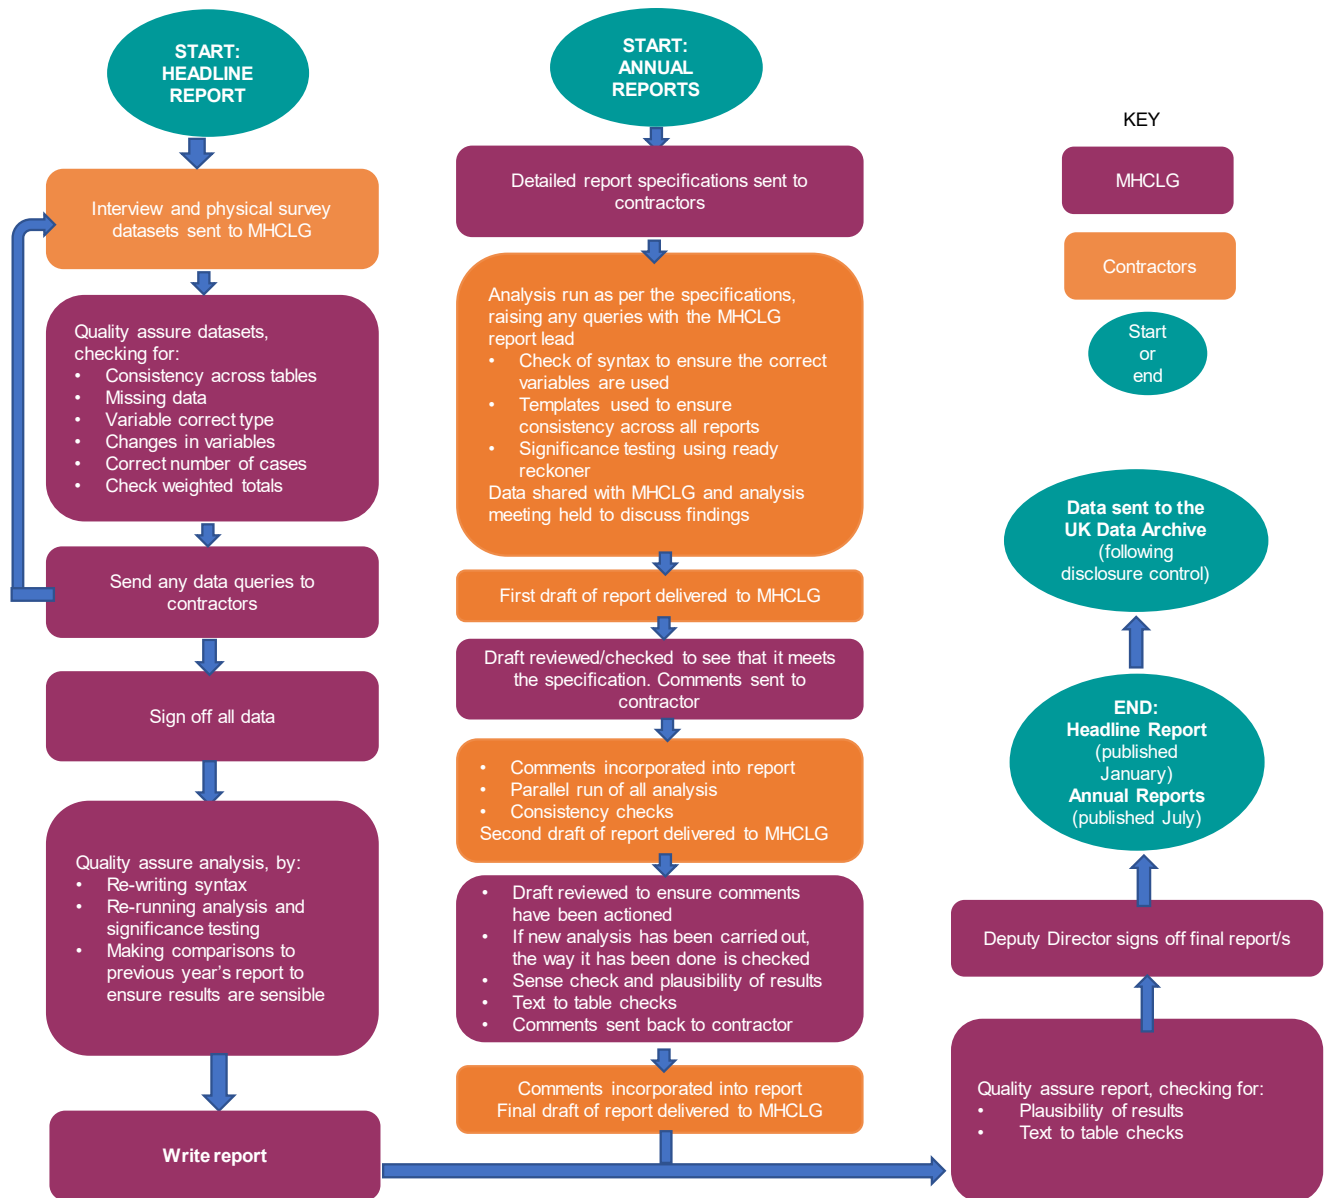 START:
HEADLINE
REPORT
Interview and physical survey
datasets sent to MHCLG
Quality assure datasets,
checking for:
• Consistency across tables
• Missing data
• Variable correct type
• Changes in variables
• Correct number of cases
• Check weighted totals
Send any data queries to
contractors
Sign off all data
Quality assure analysis, by:
• Re-writing syntax
• Re-running analysis and
significance testing
• Making comparisons to
previous year's report to
ensure results are sensible
Write report
START:
ANNUAL
REPORTS
Detailed report specifications sent to
contractors
Analysis run as per the specifications,
raising any queries with the MHCLG
report lead
• Check of syntax to ensure the correct
variables are used
• Templates used to ensure
consistency across all reports
• Significance testing using ready
reckoner
Data shared with MHCLG and analysis
meeting held to discuss findings
First draft of report delivered to MHCLG
Draft reviewed/checked to see that it meets
the specification. Comments sent to
contractor
• Comments incorporated into report
• Parallel run of all analysis
• Consistency checks
Second draft of report delivered to MHCLG
• Draft reviewed to ensure comments
have been actioned
• If new analysis has been carried out,
the way it has been done is checked
• Sense check and plausibility of results
• Text to table checks
• Comments sent back to contractor
Comments incorporated into report
Final draft of report delivered to MHCLG
KEY
MHCLG
Contractors
Start
or
end
Data sent to the
UK Data Archive
(following
disclosure control)
END:
Headline Report
(published
January)
Annual Reports
(published July)
Deputy Director signs off final report/s
Quality assure report, checking for:
• Plausibility of results
• Text to table checks